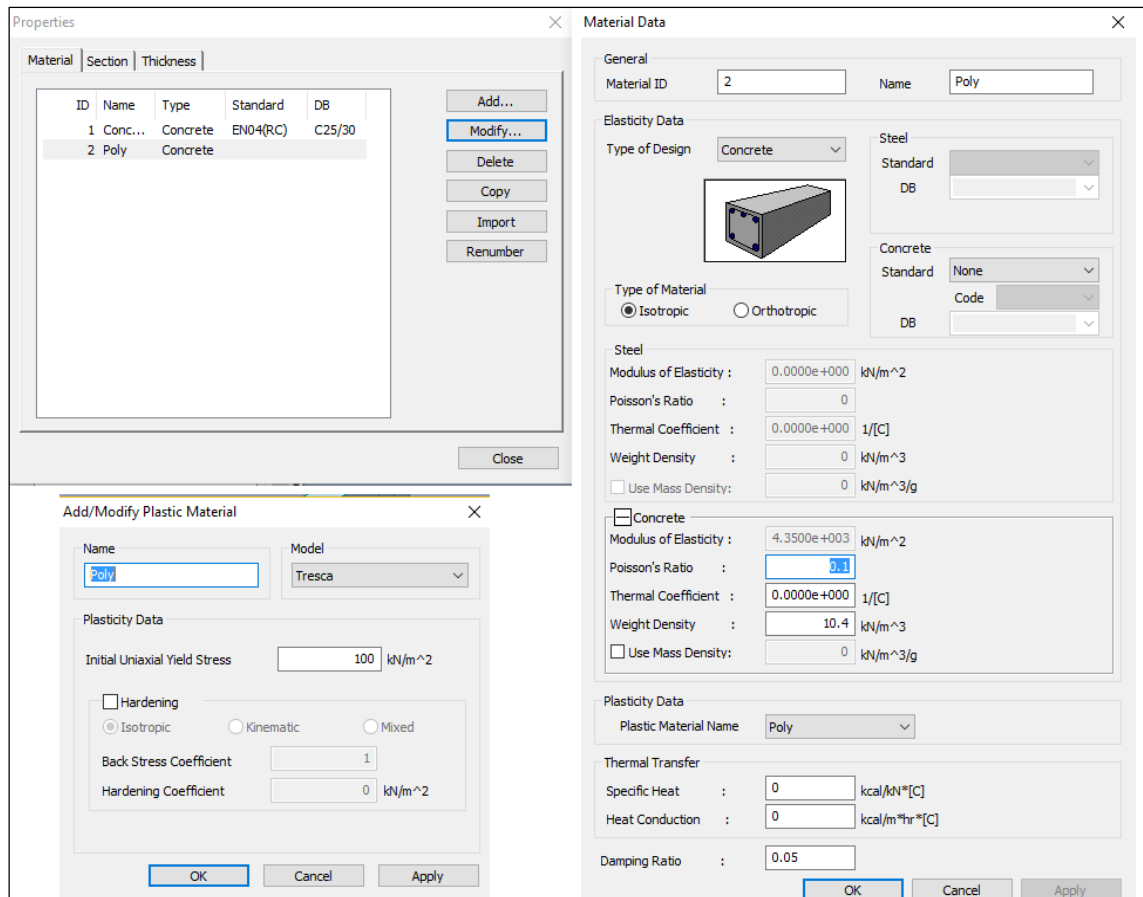 Properties
Material Section Thickness
ID Name Type Standard DB
1 Conc... Concrete EN04(RC) C25/30
2 Poly Concrete
Add...
Modify...
Delete
Copy
Import
Renumber
Close
Add/Modify Plastic Material
Name
Poly
Model
Tresca
Plasticity Data
Initial Uniaxial Yield Stress 100 kN/m^2
Hardening
Isotropic Kinematic Mixed
Back Stress Coefficient 1
Hardening Coefficient 0 kN/m^2
OK Cancel Apply
Material Data
General
Material ID 2 Name Poly
Elasticity Data
Type of Design Concrete
Steel
Standard
DB
Concrete
Standard None
Code
DB
Type of Material
Isotropic Orthotropic
Steel
Modulus of Elasticity : 0.0000e+000 kN/m^2
Poisson's Ratio : 0
Thermal Coefficient : 0.0000e+000 1/[C]
Weight Density : 0 kN/m^3
Use Mass Density: 0 kN/m^3/g
Concrete
Modulus of Elasticity : 4.3500e+003 kN/m^2
Poisson's Ratio : 0.1
Thermal Coefficient : 0.0000e+000 1/[C]
Weight Density : 10.4 kN/m^3
Use Mass Density: 0 kN/m^3/g
Plasticity Data
Plastic Material Name Poly
Thermal Transfer
Specific Heat : 0 kcal/kN*[C]
Heat Conduction : 0 kcal/m*hr*[C]
Damping Ratio : 0.05
OK Cancel Apply